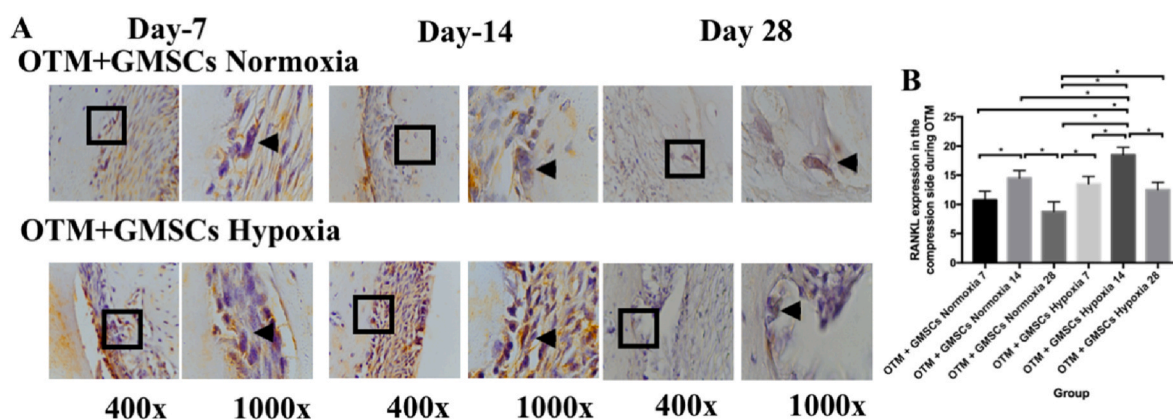 A
Day-7
Day-14
Day 28
OTM+GMSCs Normoxia
OTM+GMSCs Hypoxia
400x
1000x
400x
1000x
400x
1000x
B
RANKL expression in the
compression side during OTM
25
20
15
10
5
0
*
*
*
*
*
*
*
*
*
*
OTM + GMSCs Normoxia 7
OTM + GMSCs Normoxia 14
OTM + GMSCs Normoxia 28
OTM + GMSCs Hypoxia 7
OTM + GMSCs Hypoxia 14
OTM + GMSCs Hypoxia 28
Group